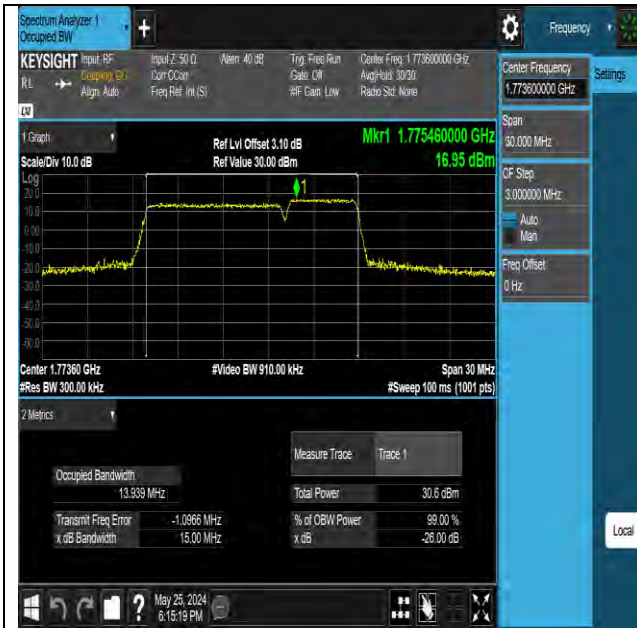 Spectrum Analyzer 1
Occupied BW
+
Frequency
KEYSIGHT
Input: RF
Coupling: DC
Align: Auto
RL
Input Z: 50 Ω
Corr CCorr
Freq Ref: Int (S)
Atten: 40 dB
Trig: Free Run
Gate: Off
#IF Gain: Low
Center Freq: 1.773600000 GHz
Avg|Hold: 30/30
Radio Std: None
LXI
Center Frequency
1.773600000 GHz
Settings
Span
30.000 MHz
CF Step
3.000000 MHz
Auto
Man
Freq Offset
0 Hz
Local
1 Graph
Scale/Div 10.0 dB
Ref Lvl Offset 3.10 dB
Ref Value 30.00 dBm
Mkr1 1.775460000 GHz
16.95 dBm
Log
20.0
10.0
0.00
-10.0
-20.0
-30.0
-40.0
-50.0
-60.0
1
Center 1.77360 GHz
#Res BW 300.00 kHz
#Video BW 910.00 kHz
Span 30 MHz
#Sweep 100 ms (1001 pts)
2 Metrics
Measure Trace Trace 1
Occupied Bandwidth
13.939 MHz
Total Power 30.6 dBm
Transmit Freq Error -1.0966 MHz
% of OBW Power 99.00 %
x dB Bandwidth 15.00 MHz
x dB -26.00 dB
?
May 25, 2024
6:15:19 PM